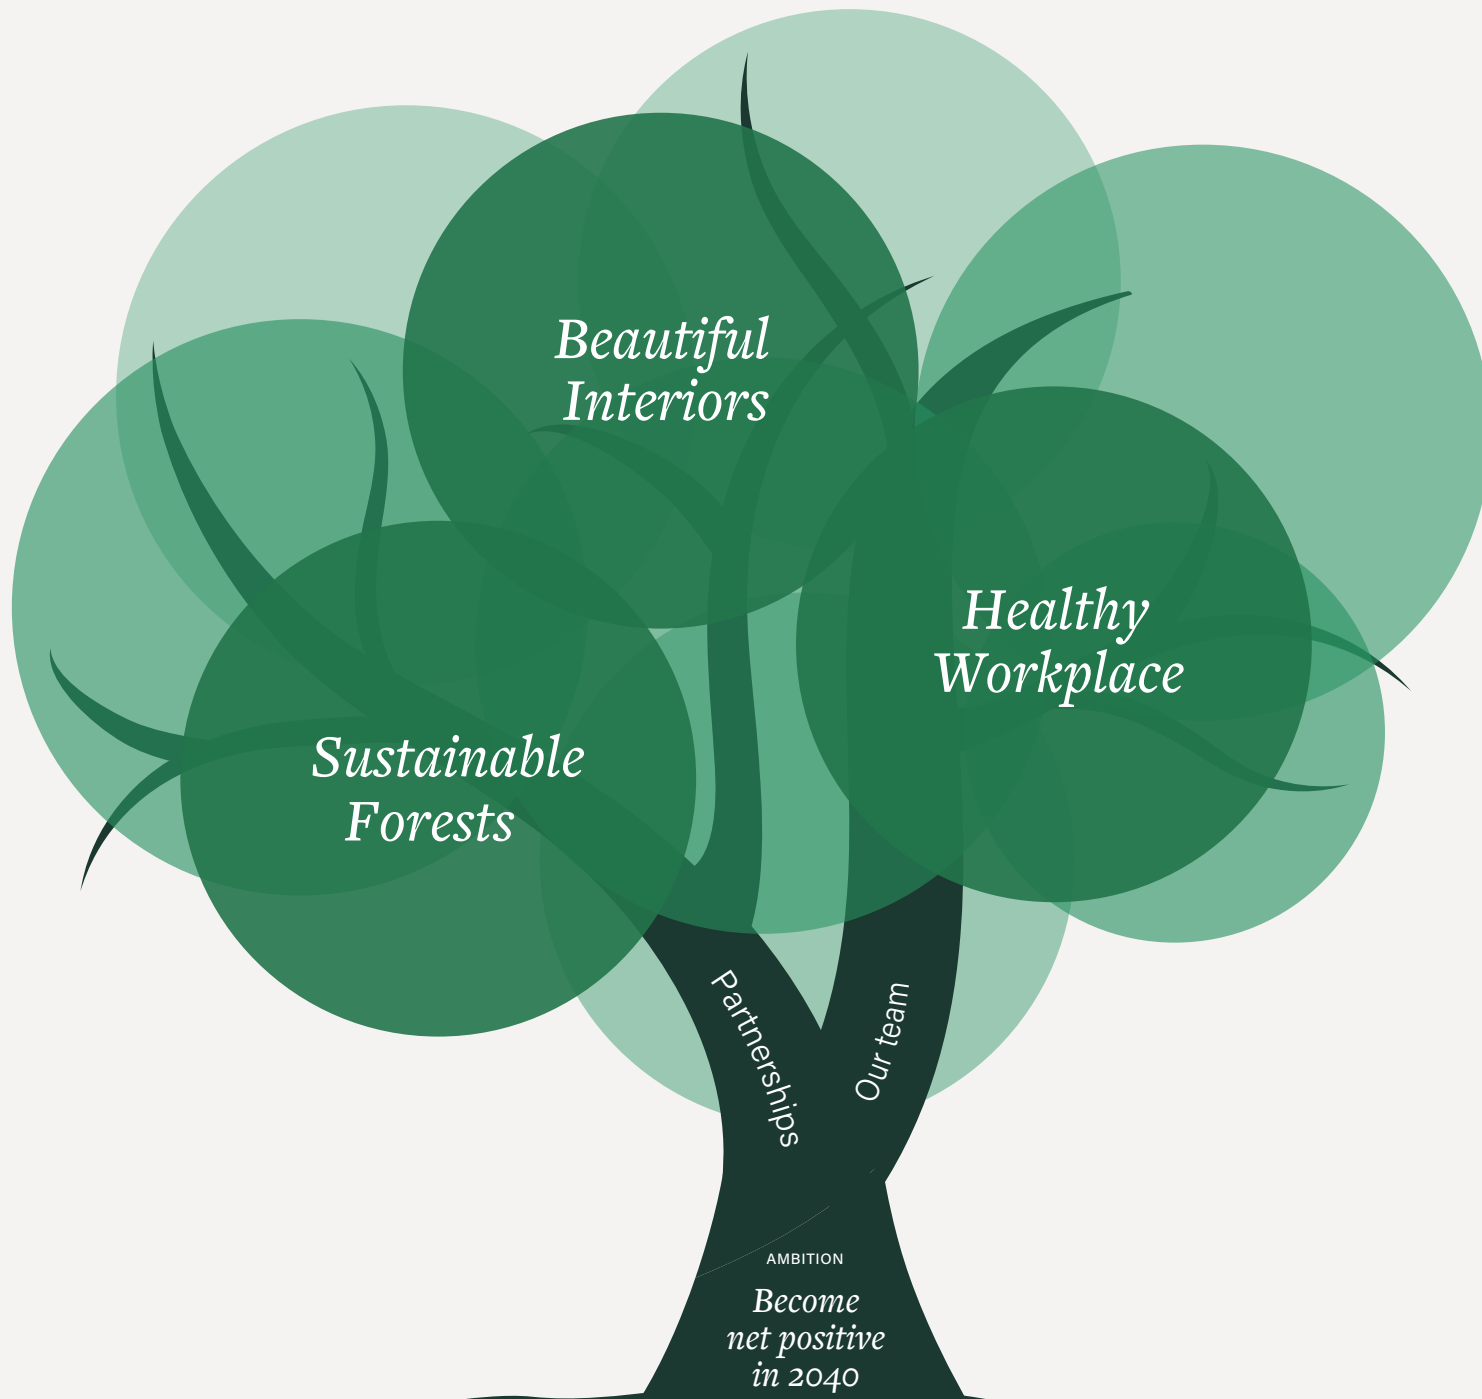 Beautiful
Interiors
Healthy
Workplace
Sustainable
Forests
Partnerships
Our team
AMBITION
Become
net positive
in 2040